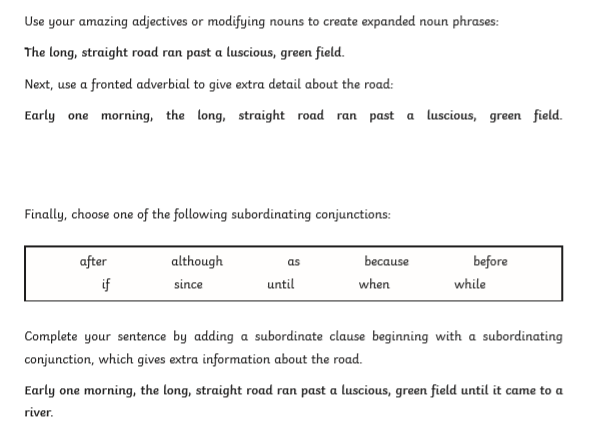 Use your amazing adjectives or modifying nouns to create expanded noun phrases:
The long, straight road ran past a luscious, green field.
Next, use a fronted adverbial to give extra detail about the road:
Early one morning, the long, straight road ran past a luscious, green field.
Finally, choose one of the following subordinating conjunctions:
after although as because before
if since until when while
Complete your sentence by adding a subordinate clause beginning with a subordinating
conjunction, which gives extra information about the road.
Early one morning, the long, straight road ran past a luscious, green field until it came to a
river.